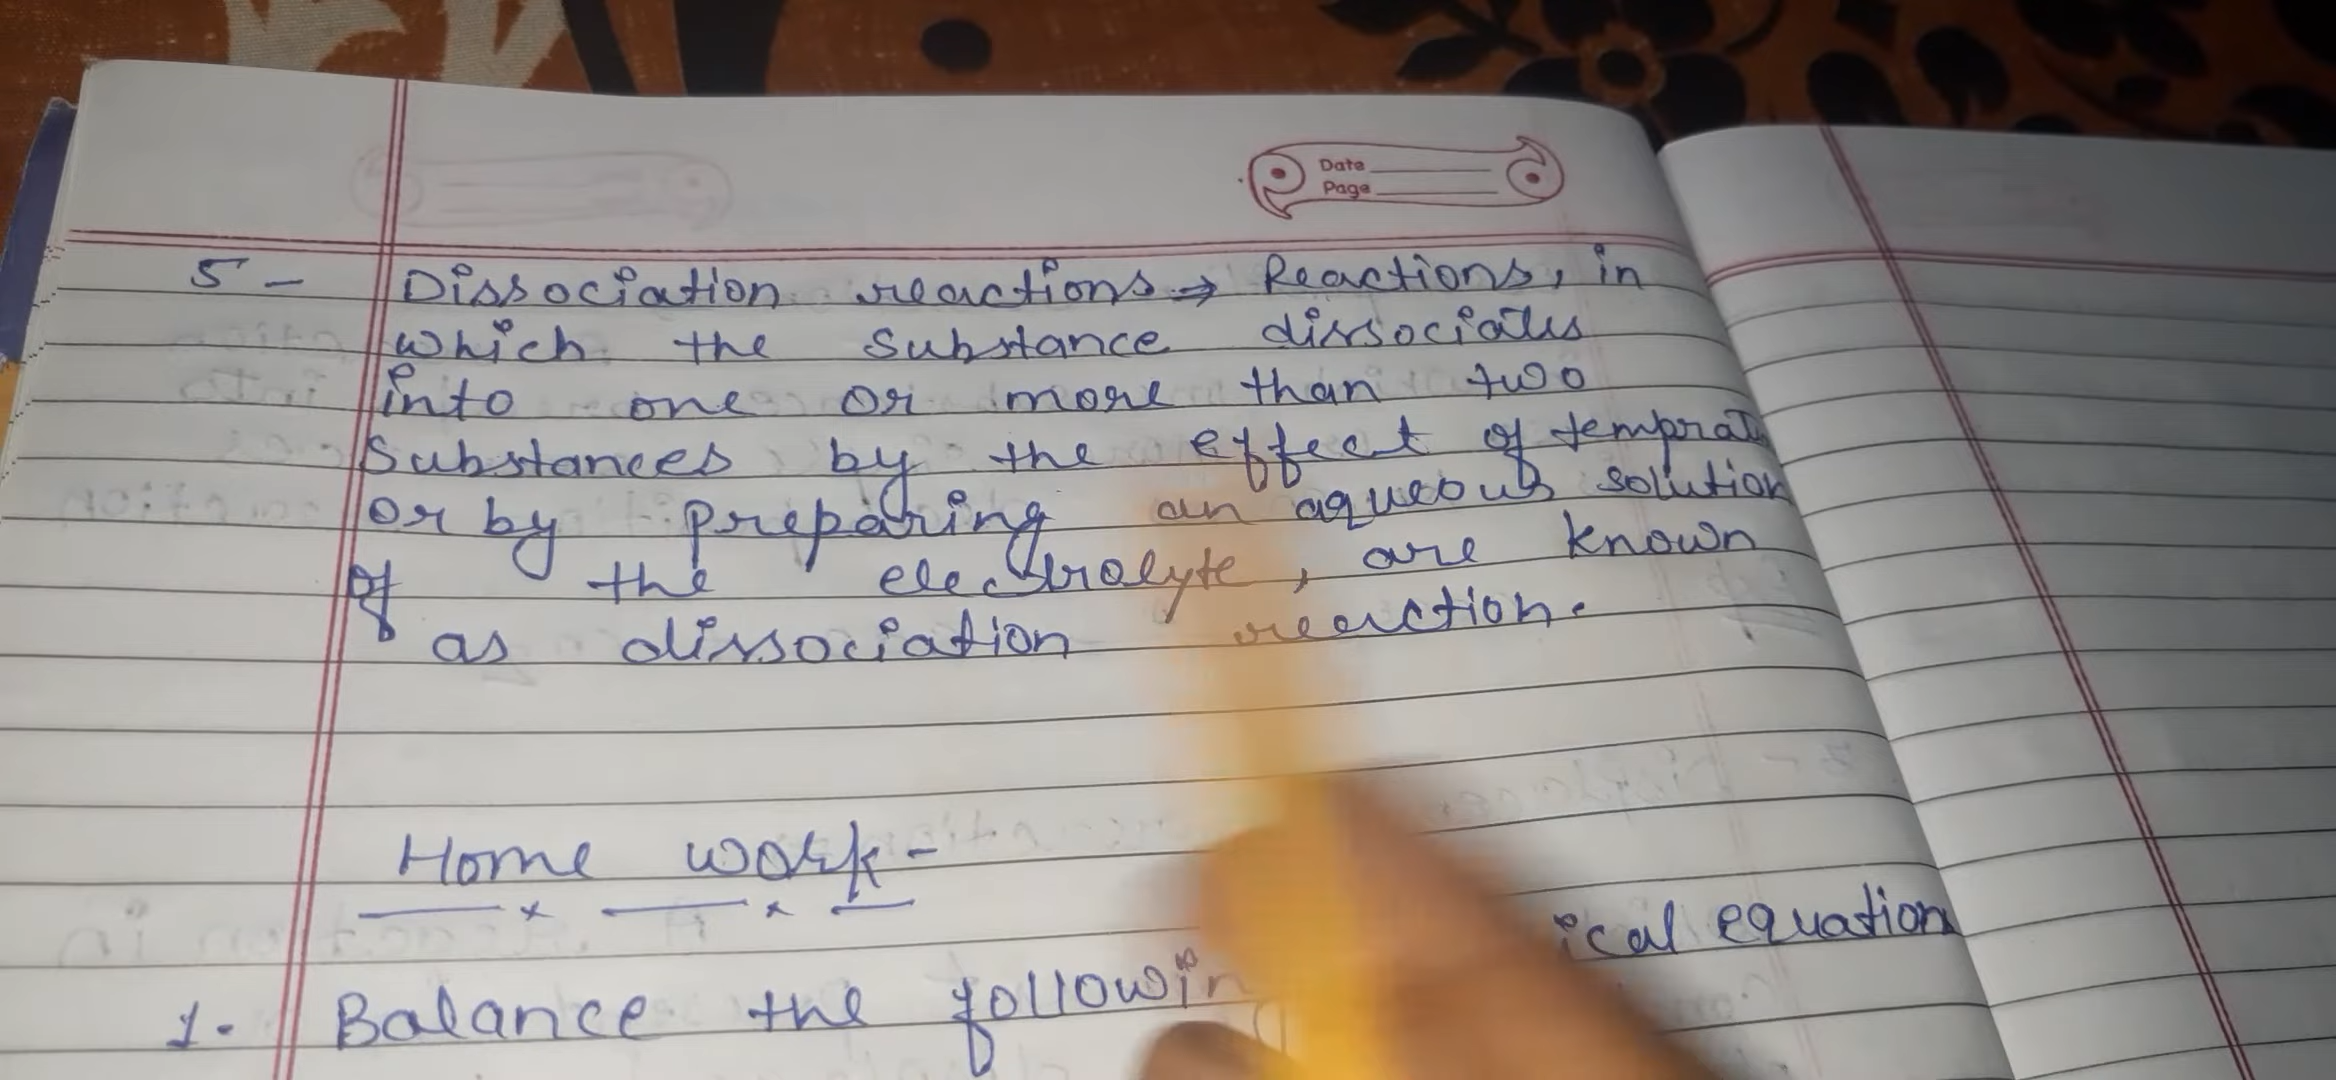 Date
Page
5 - Dissociation reactions → Reactions, in
which the substance dissociates
into one or more than two
Substances by the effect of temprat
or by preparing an aqueous solution
of the electrolyte, are known
as dissociation reaction.
Home work -
1. Balance the followin ical equation